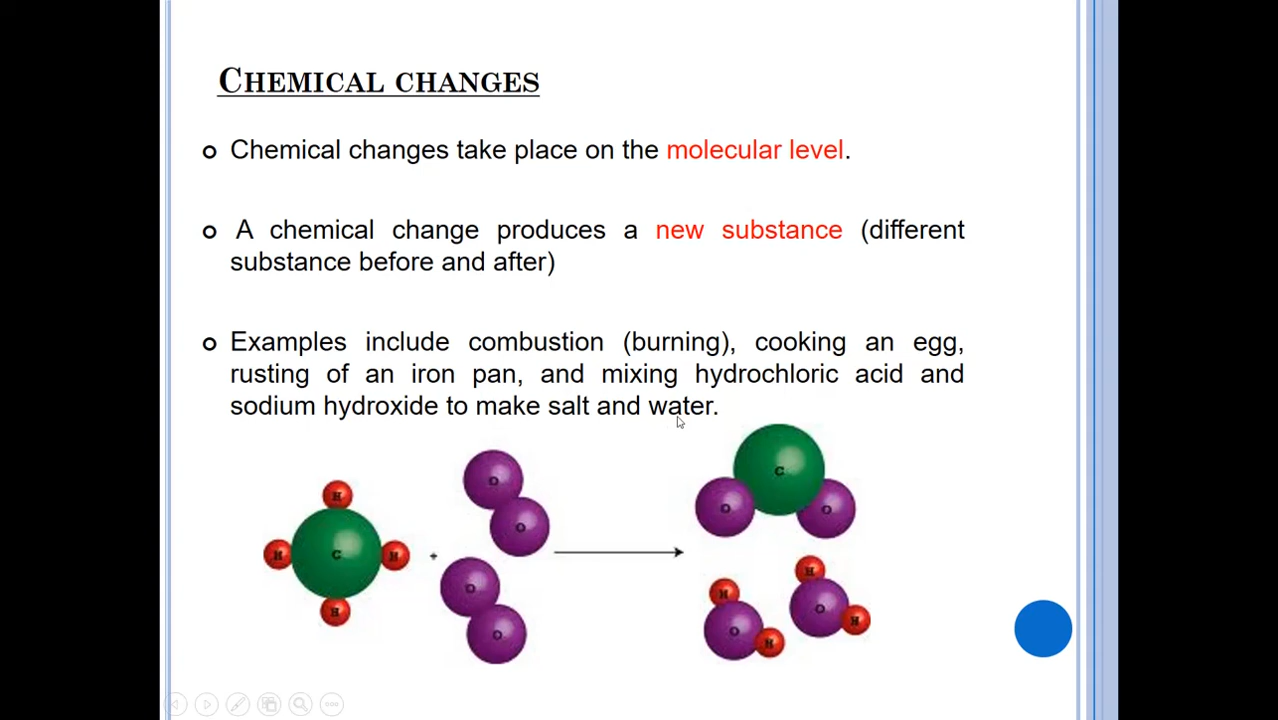 CHEMICAL CHANGES
Chemical changes take place on the molecular level.
A chemical change produces a new substance (different
substance before and after)
Examples include combustion (burning), cooking an egg,
rusting of an iron pan, and mixing hydrochloric acid and
sodium hydroxide to make salt and water.
H
H C H
H
+
O
O
O
O
C
O O
H
O
H
H
O
H